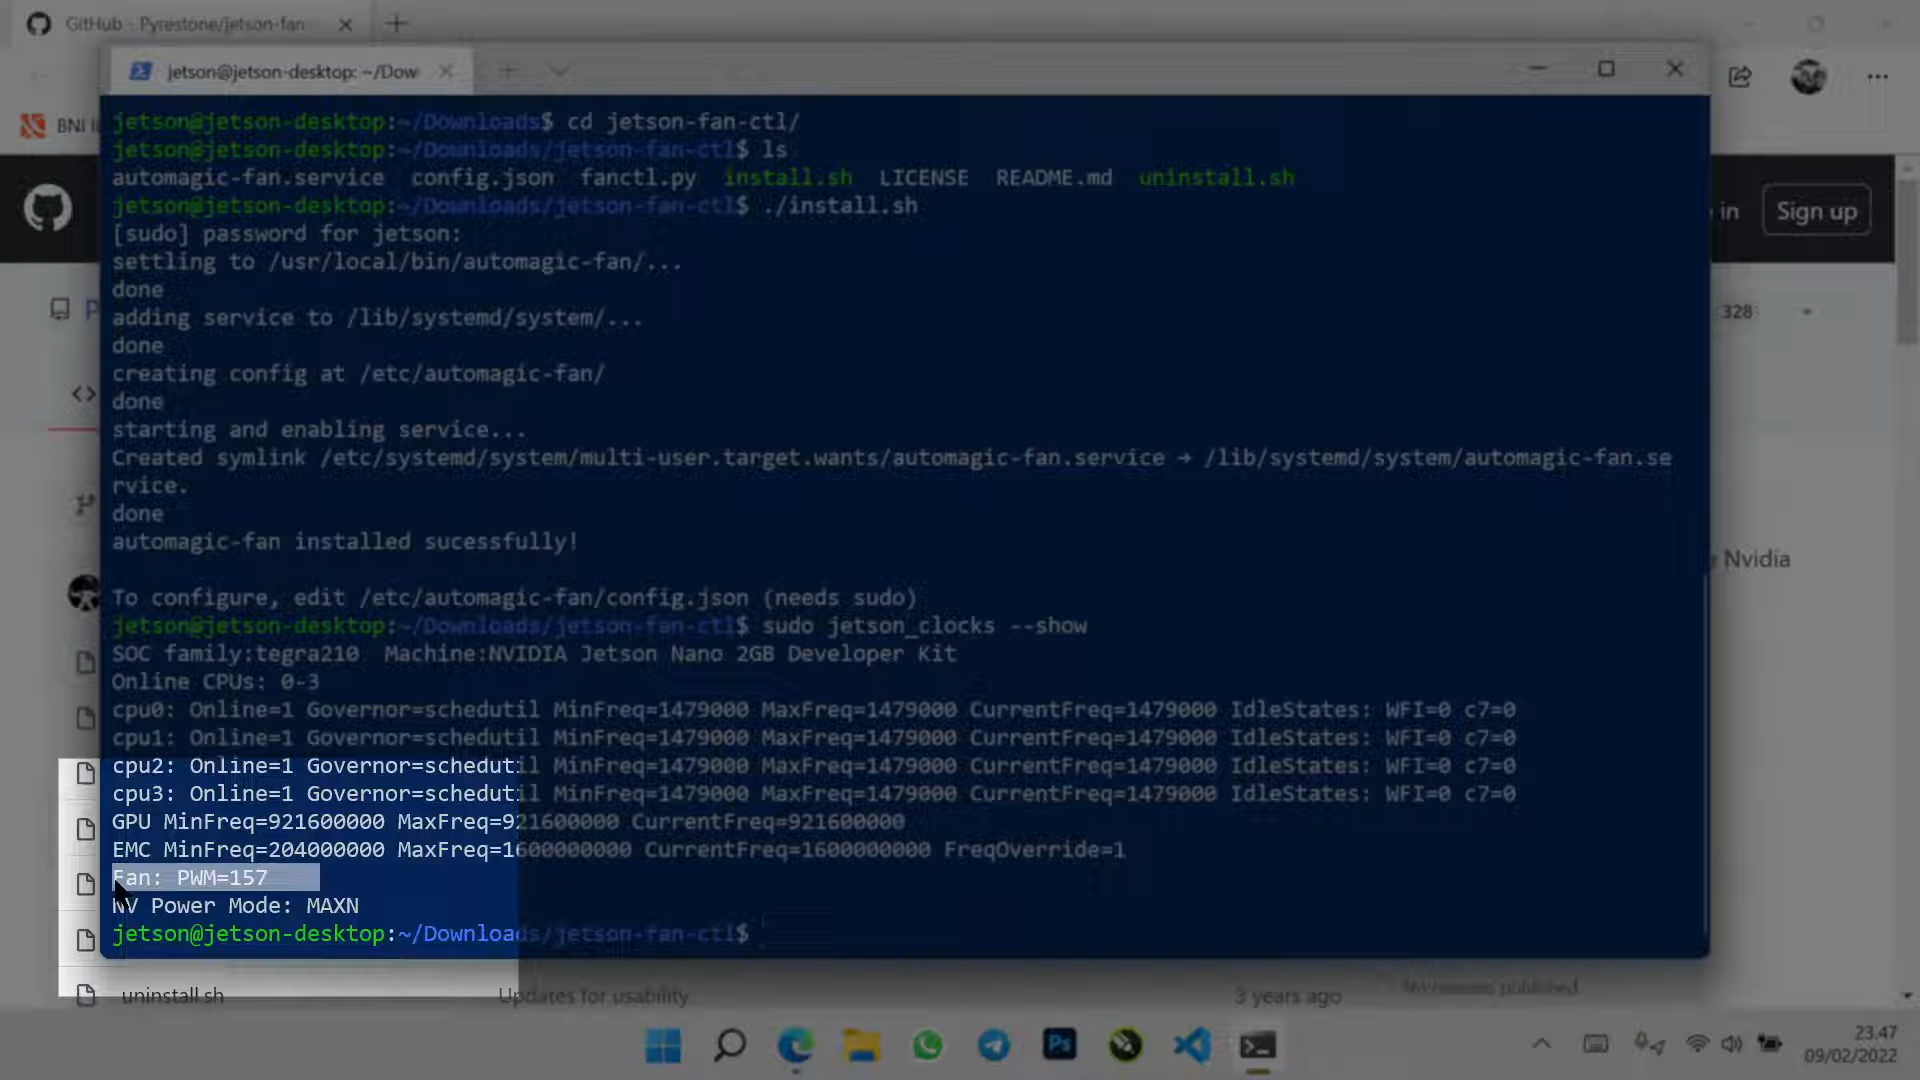 GitHub - Pyrestone/jetson-fan
jetson@jetson-desktop: ~/Dow
BNI
jetson@jetson-desktop:~/Downloads$ cd jetson-fan-ctl/
jetson@jetson-desktop:~/Downloads/jetson-fan-ctl$ ls
automagic-fan.service config.json fanctl.py install.sh LICENSE README.md uninstall.sh
jetson@jetson-desktop:~/Downloads/jetson-fan-ctl$ ./install.sh
in Sign up
[sudo] password for jetson:
settling to /usr/local/bin/automagic-fan/...
done
328
adding service to /lib/systemd/system/...
done
creating config at /etc/automagic-fan/
done
starting and enabling service...
Created symlink /etc/systemd/system/multi-user.target.wants/automagic-fan.service → /lib/systemd/system/automagic-fan.se
rvice.
done
automagic-fan installed sucessfully!
Nvidia
To configure, edit /etc/automagic-fan/config.json (needs sudo)
jetson@jetson-desktop:~/Downloads/jetson-fan-ctl$ sudo jetson_clocks --show
SOC family:tegra210 Machine:NVIDIA Jetson Nano 2GB Developer Kit
Online CPUs: 0-3
cpu0: Online=1 Governor=schedutil MinFreq=1479000 MaxFreq=1479000 CurrentFreq=1479000 IdleStates: WFI=0 c7=0
cpu1: Online=1 Governor=schedutil MinFreq=1479000 MaxFreq=1479000 CurrentFreq=1479000 IdleStates: WFI=0 c7=0
cpu2: Online=1 Governor=schedutil MinFreq=1479000 MaxFreq=1479000 CurrentFreq=1479000 IdleStates: WFI=0 c7=0
cpu3: Online=1 Governor=schedutil MinFreq=1479000 MaxFreq=1479000 CurrentFreq=1479000 IdleStates: WFI=0 c7=0
GPU MinFreq=921600000 MaxFreq=921600000 CurrentFreq=921600000
EMC MinFreq=204000000 MaxFreq=1600000000 CurrentFreq=1600000000 FreqOverride=1
Fan: PWM=157
NV Power Mode: MAXN
jetson@jetson-desktop:~/Downloads/jetson-fan-ctl$
uninstall.sh Updates for usability 3 years ago
Ps
23.47
09/02/2022